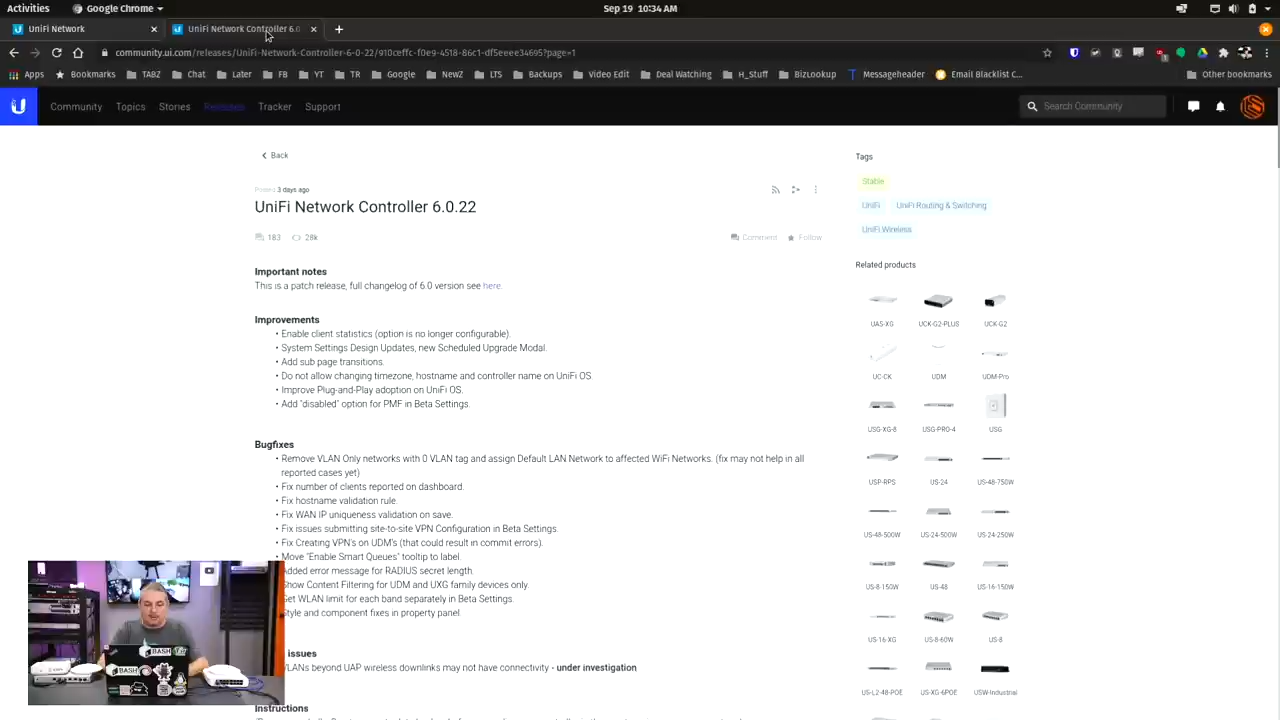 Activities Google Chrome Sep 19 10:34 AM
UniFi Network UniFi Network Controller 6.0
community.ui.com/releases/UniFi-Network-Controller-6-0-22/910ceffc-f0e9-4518-86c1-df5eeee34695?page=1
Apps Bookmarks TABZ Chat Later FB YT TR Google NewZ LTS Backups Video Edit Deal Watching H_Stuff BizLookup Messageheader Email Blacklist C... Other bookmarks
Community Topics Stories Releases Tracker Support Search Community
Back
Posted 3 days ago
UniFi Network Controller 6.0.22
183 28k Comment Follow
Important notes
This is a patch release, full changelog of 6.0 version see here.
Improvements
• Enable client statistics (option is no longer configurable).
• System Settings Design Updates, new Scheduled Upgrade Modal.
• Add sub page transitions.
• Do not allow changing timezone, hostname and controller name on UniFi OS.
• Improve Plug-and-Play adoption on UniFi OS.
• Add "disabled" option for PMF in Beta Settings.
Bugfixes
• Remove VLAN Only networks with 0 VLAN tag and assign Default LAN Network to affected WiFi Networks. (fix may not help in all
reported cases yet)
• Fix number of clients reported on dashboard.
• Fix hostname validation rule.
• Fix WAN IP uniqueness validation on save.
• Fix issues submitting site-to-site VPN Configuration in Beta Settings.
• Fix Creating VPN's on UDM's (that could result in commit errors).
• Move "Enable Smart Queues" tooltip to label.
Added error message for RADIUS secret length.
Show Content Filtering for UDM and UXG family devices only.
LAN limit for each band separately in Beta Settings.
Style and component fixes in property panel.
issues
VLANs beyond UAP wireless downlinks may not have connectivity - under investigation
Instructions
Tags
Stable
UniFi UniFi Routing & Switching
UniFi Wireless
Related products
UAS-XG UCK-G2-PLUS UCK-G2
UC-CK UDM UDM-Pro
USG-XG-8 USG-PRO-4 USG
USP-RPS US-24 US-48-750W
US-48-500W US-24-500W US-24-250W
US-8-150W US-48 US-16-150W
US-16-XG US-8-60W US-8
US-L2-48-POE US-XG-6POE USW-Industrial
BASH